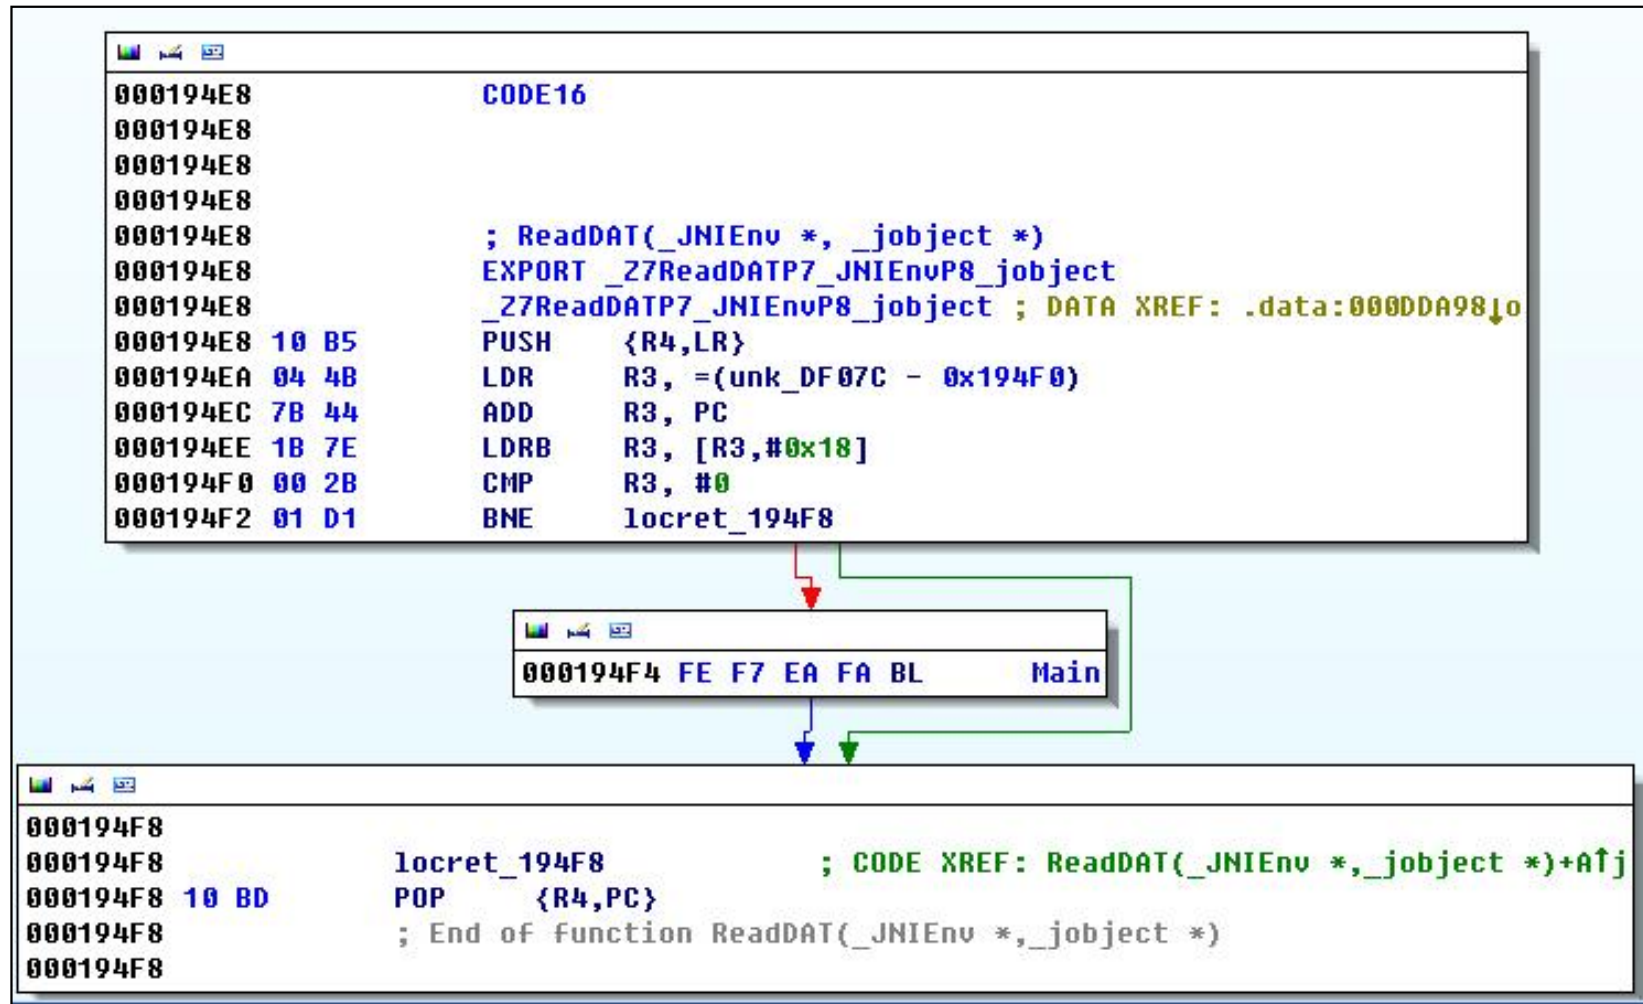 000194E8 CODE16
000194E8
000194E8
000194E8
000194E8 ; ReadDAT(_JNIEnv *, _jobject *)
000194E8 EXPORT _Z7ReadDATP7_JNIEnvP8_jobject
000194E8 _Z7ReadDATP7_JNIEnvP8_jobject ; DATA XREF: .data:000DDA98↓o
000194E8 10 B5 PUSH {R4,LR}
000194EA 04 4B LDR R3, =(unk_DF07C - 0x194F0)
000194EC 7B 44 ADD R3, PC
000194EE 1B 7E LDRB R3, [R3,#0x18]
000194F0 00 2B CMP R3, #0
000194F2 01 D1 BNE locret_194F8
000194F4 FE F7 EA FA BL Main
000194F8
000194F8 locret_194F8 ; CODE XREF: ReadDAT(_JNIEnv *,_jobject *)+A↑j
000194F8 10 BD POP {R4,PC}
000194F8 ; End of function ReadDAT(_JNIEnv *,_jobject *)
000194F8